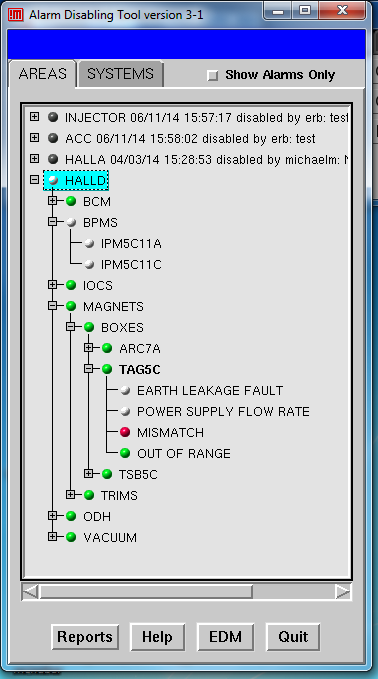 Alarm Disabling Tool version 3-1
AREAS SYSTEMS Show Alarms Only
INJECTOR 06/11/14 15:57:17 disabled by erb: test
ACC 06/11/14 15:58:02 disabled by erb: test
HALLA 04/03/14 15:28:53 disabled by michaelm:
HALLD
BCM
BPMS
IPM5C11A
IPM5C11C
IOCS
MAGNETS
BOXES
ARC7A
TAG5C
EARTH LEAKAGE FAULT
POWER SUPPLY FLOW RATE
MISMATCH
OUT OF RANGE
TSB5C
TRIMS
ODH
VACUUM
Reports Help EDM Quit